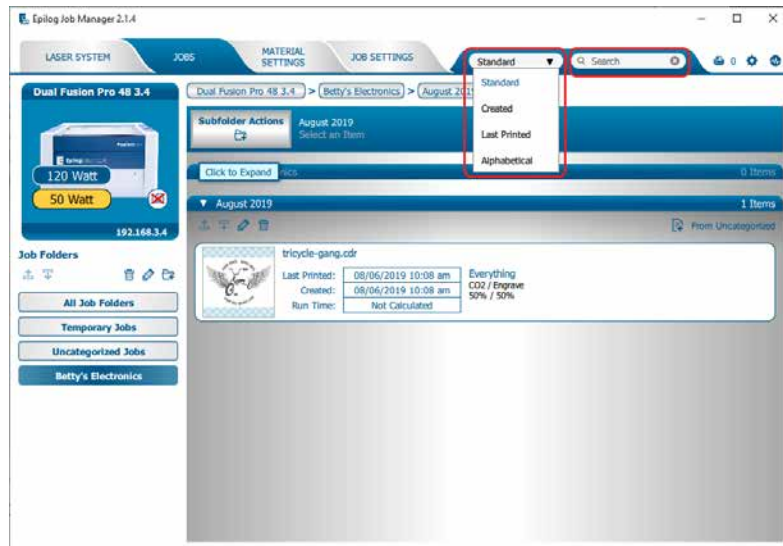 Epilog Job Manager 2.1.4
LASER SYSTEM
JOBS
MATERIAL
SETTINGS
JOB SETTINGS
Standard ▼
Search
0
Standard
Created
Last Printed
Alphabetical
Dual Fusion Pro 48 3.4
120 Watt
50 Watt
192.168.3.4
Dual Fusion Pro 48 3.4 > Betty's Electronics > August 201
Subfolder Actions
August 2019
Select an Item
Click to Expand
0 Items
▼ August 2019
1 Items
From Uncategorized
tricycle-gang.cdr
Last Printed: 08/06/2019 10:08 am
Created: 08/06/2019 10:08 am
Run Time: Not Calculated
Everything
CO2 / Engrave
50% / 50%
Job Folders
All Job Folders
Temporary Jobs
Uncategorized Jobs
Betty's Electronics